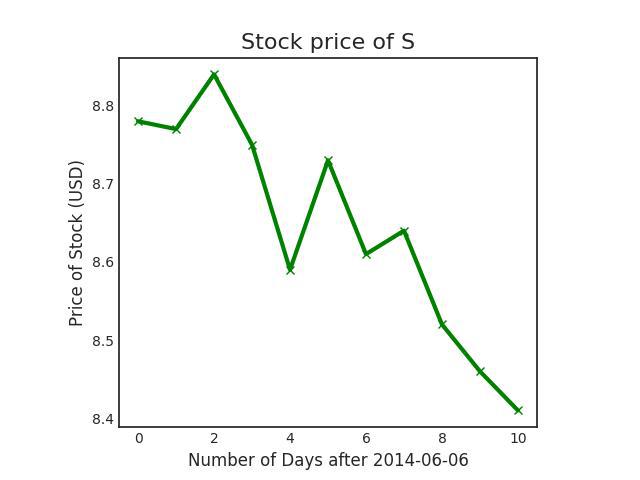 Stock price of S
Price of Stock (USD)
8.8
8.7
8.6
8.5
8.4
0 2 4 6 8 10
Number of Days after 2014-06-06